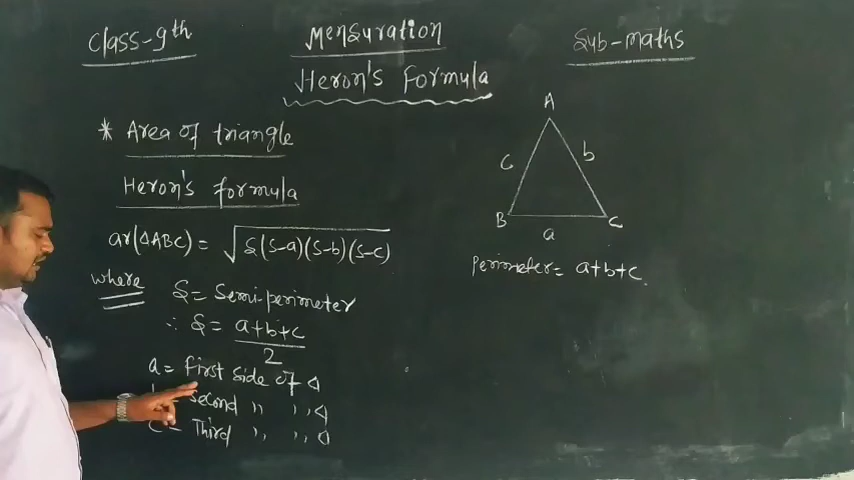 Class-9th
Mensuration
Sub-maths
Heron's Formula
* Area of triangle
Heron's formula
ar(△ABC) = √S(S-a)(S-b)(S-c)
where
S = Semi-perimeter
∴ S = a+b+c
2
a = First side of △
Second " " △
c = Third " " △
A
c
b
B
C
a
Perimeter = a+b+c.